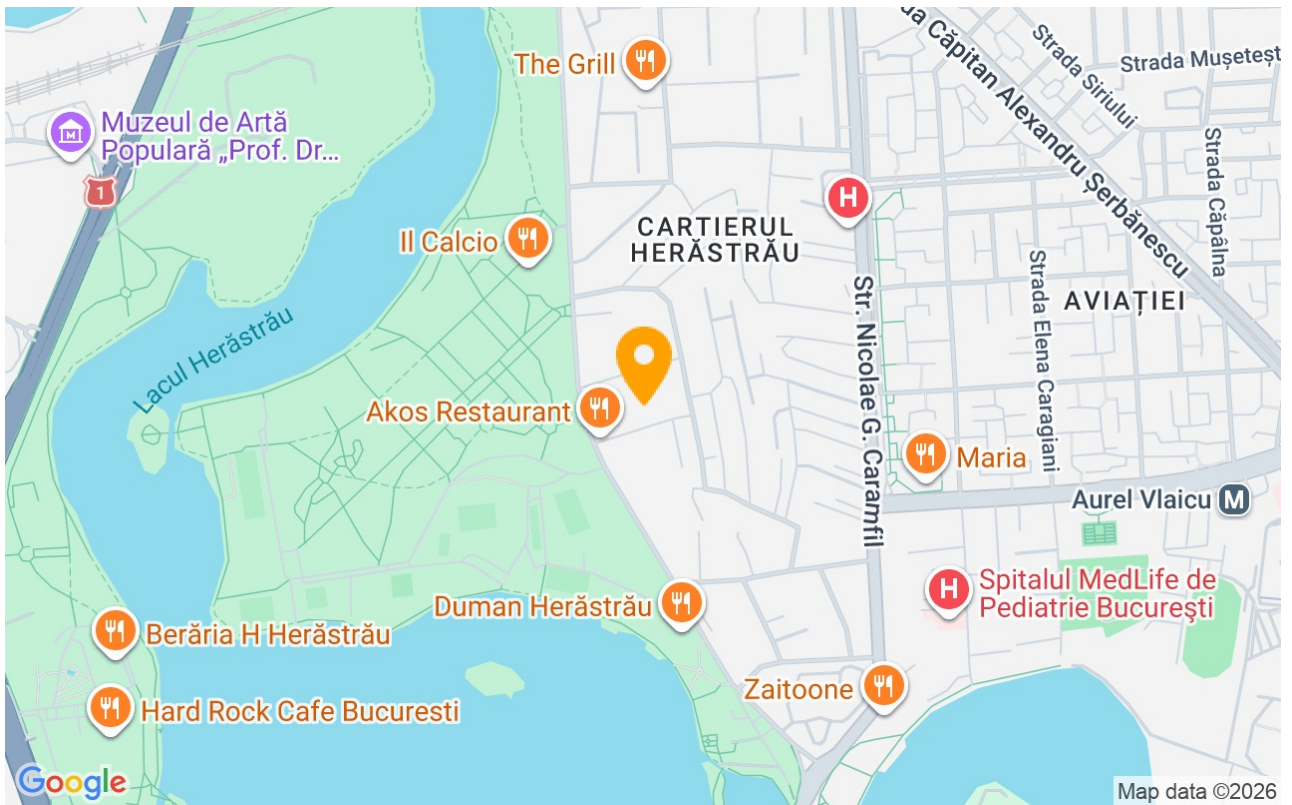 da Căpitan Alexandru Șerbănescu
Strada Siriului
Strada Mușetești
The Grill
Muzeul de Artă
Populară „Prof. Dr...
1
H
Strada Căpâlna
CARTIERUL
HERĂSTRĂU
Il Calcio
Strada Elena Caragiani
AVIAȚIEI
Str. Nicolae G. Caramfil
Lacul Herăstrău
Akos Restaurant
Maria
Aurel Vlaicu M
H
Spitalul MedLife de
Pediatrie București
Duman Herăstrău
Berăria H Herăstrău
Zaitoone
Hard Rock Cafe Bucuresti
Google
Map data ©2026